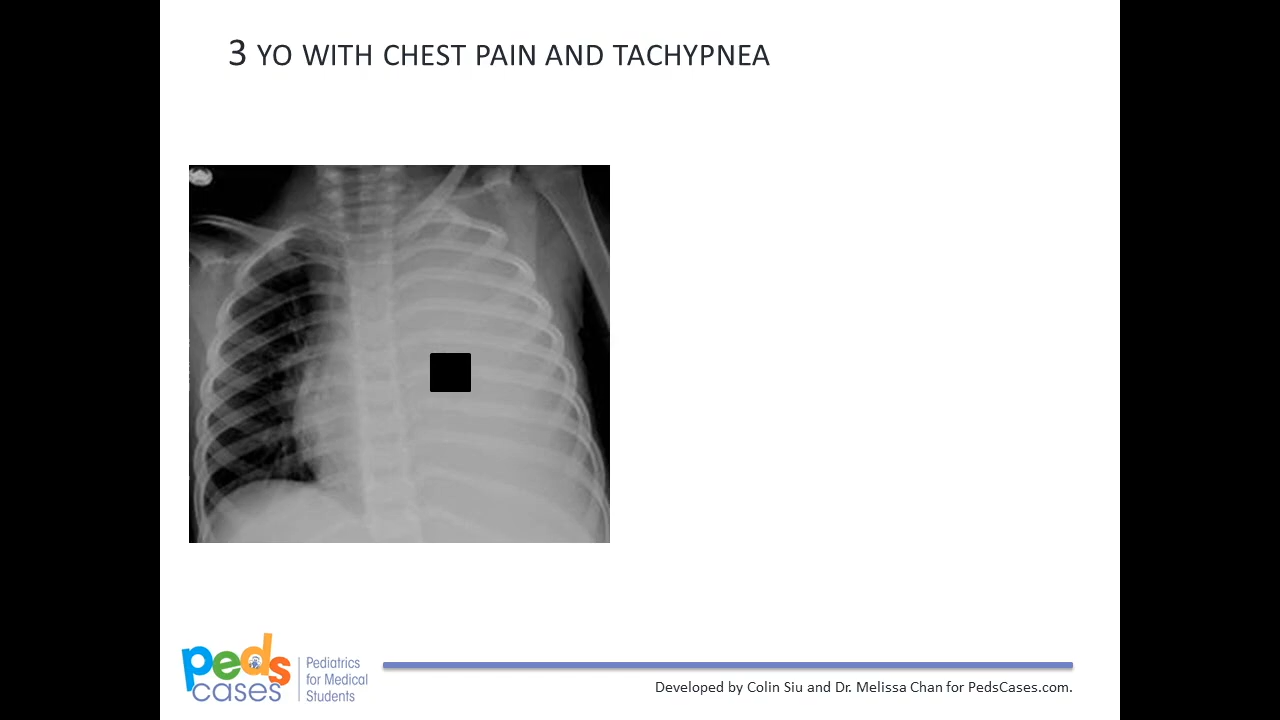 3 YO WITH CHEST PAIN AND TACHYPNEA
peds
cases
Pediatrics
for Medical
Students
Developed by Colin Siu and Dr. Melissa Chan for PedsCases.com.